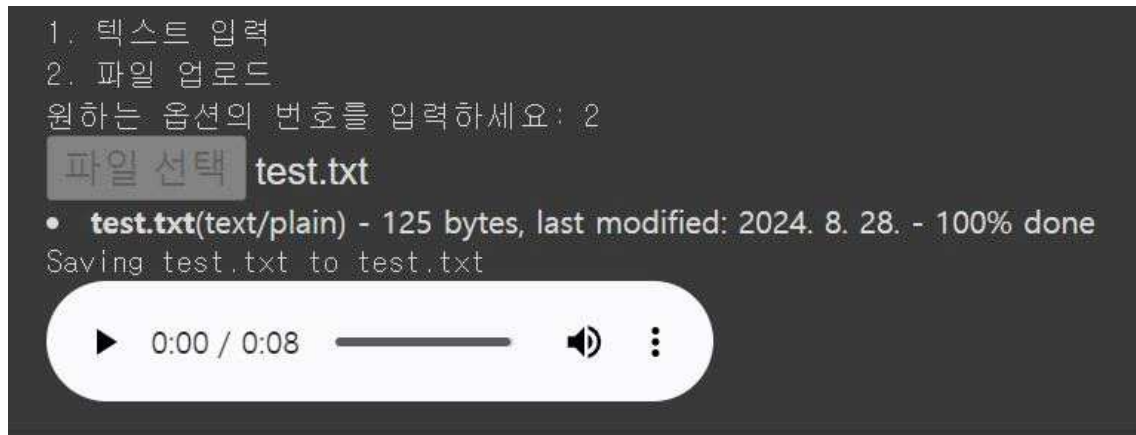 1. 텍스트 입력
2. 파일 업로드
원하는 옵션의 번호를 입력하세요: 2
파일 선택 test.txt
• test.txt(text/plain) - 125 bytes, last modified: 2024. 8. 28. - 100% done
Saving test.txt to test.txt
0:00 / 0:08